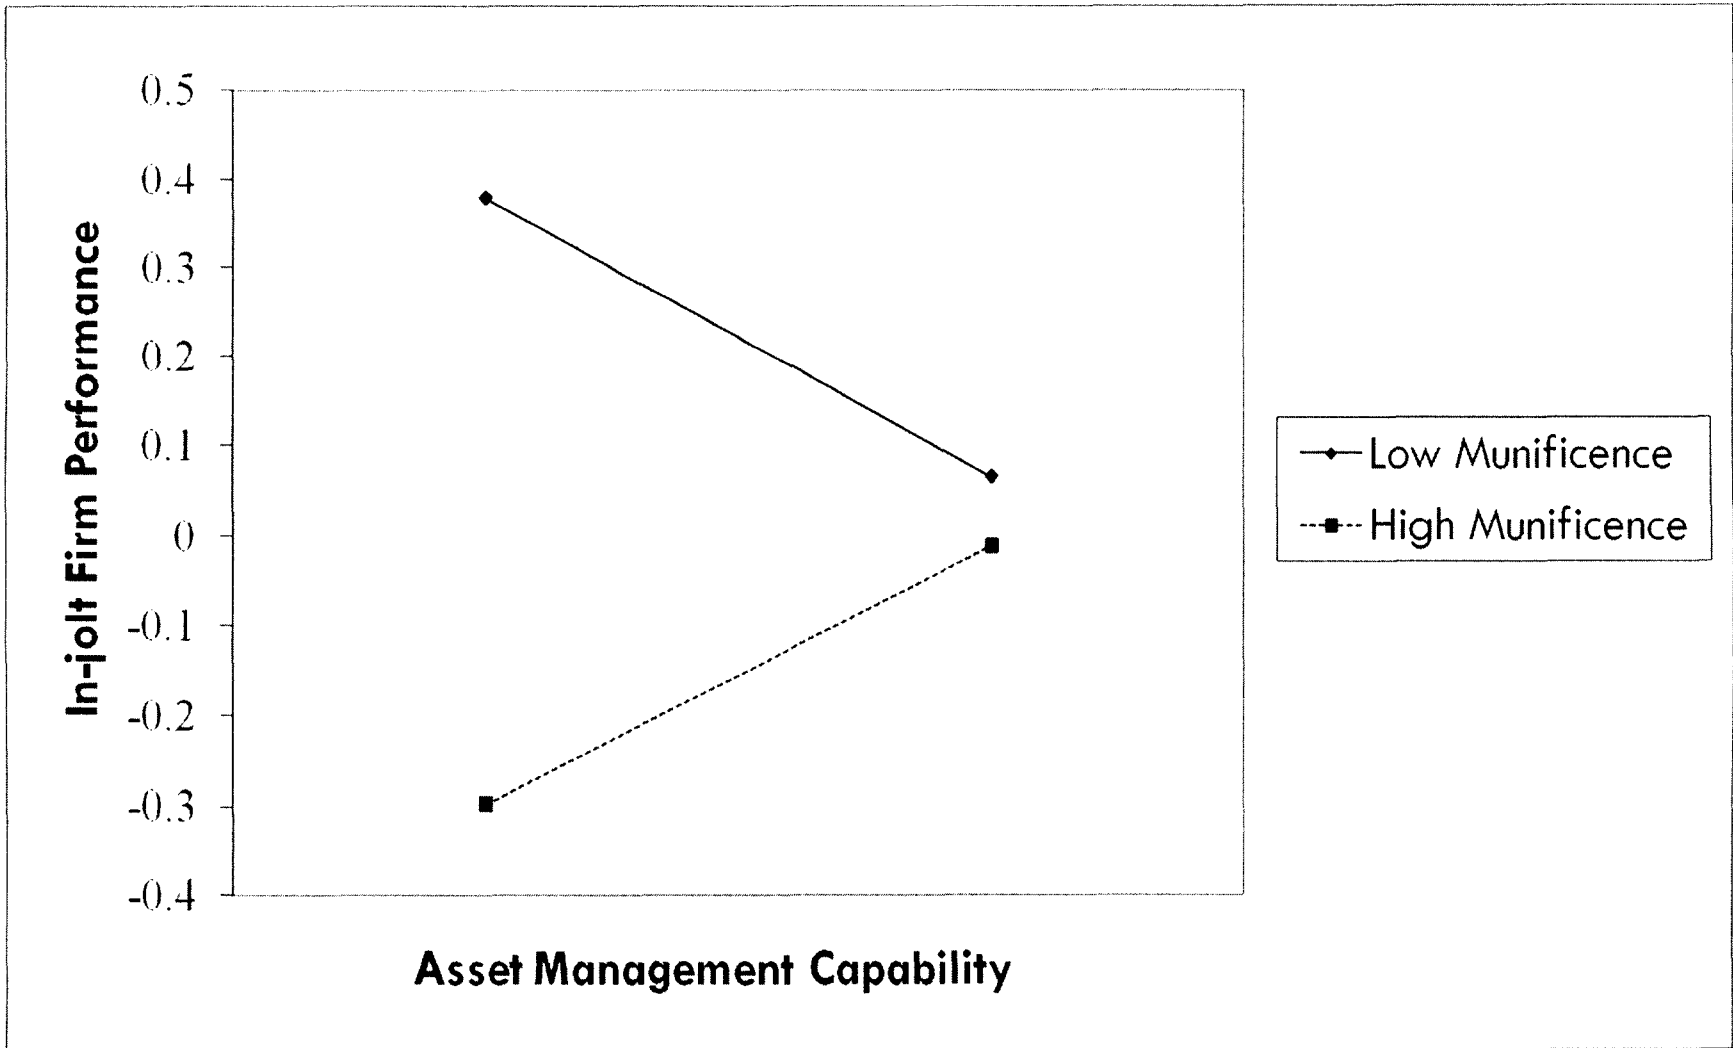 0.5
0.4
0.3
0.2
0.1
0
-0.1
-0.2
-0.3
-0.4
In-jolt Firm Performance
Asset Management Capability
Low Munificence
High Munificence